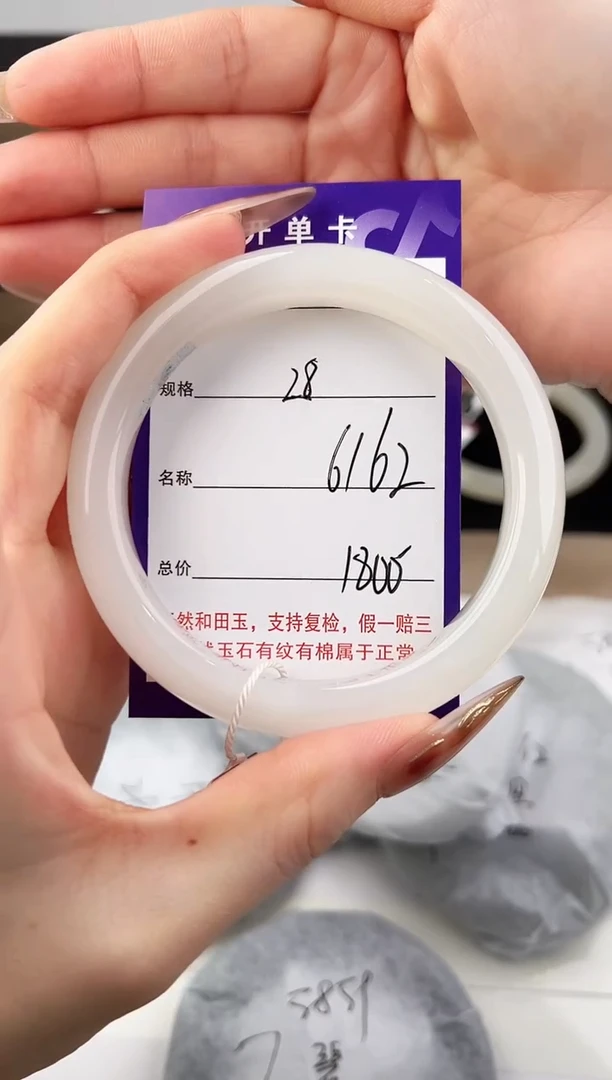 开单卡
规格 28
名称 6162
总价 1800
然和田玉，支持复检，假一赔三
玉石有纹有棉属于正常
5859